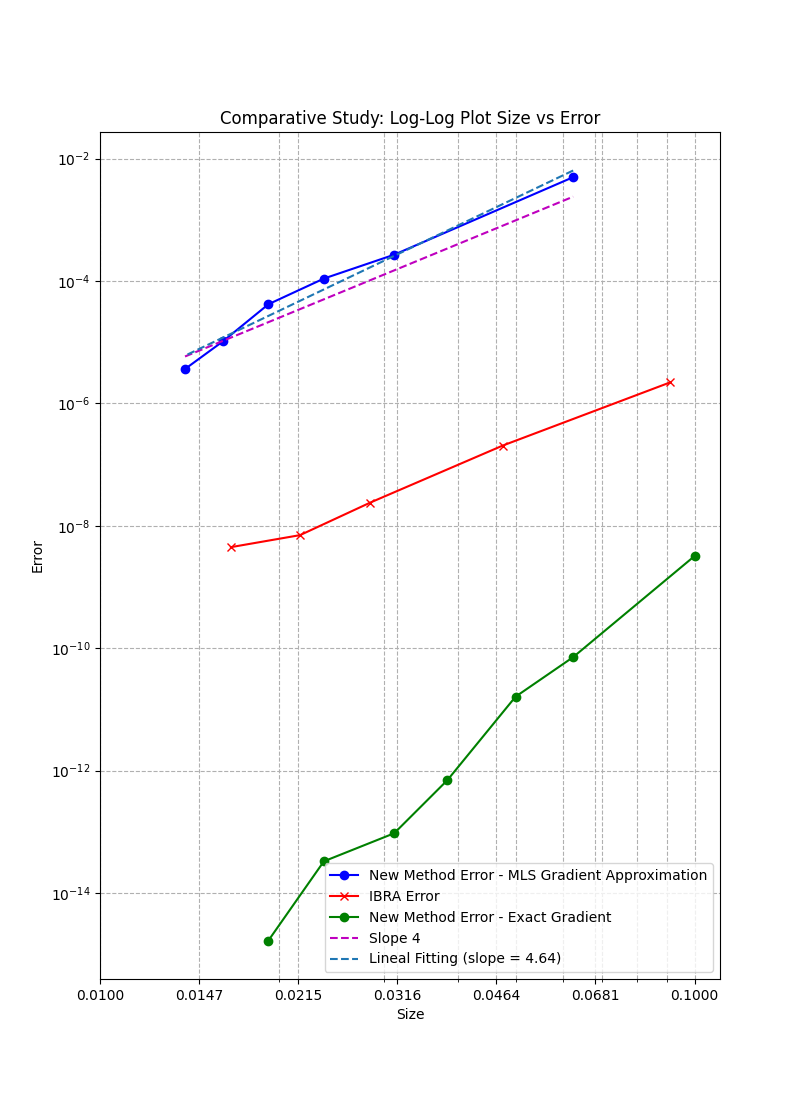 Comparative Study: Log-Log Plot Size vs Error
Error
10⁻²
10⁻⁴
10⁻⁶
10⁻⁸
10⁻¹⁰
10⁻¹²
10⁻¹⁴
New Method Error - MLS Gradient Approximation
IBRA Error
New Method Error - Exact Gradient
Slope 4
Lineal Fitting (slope = 4.64)
0.0100 0.0147 0.0215 0.0316 0.0464 0.0681 0.1000
Size